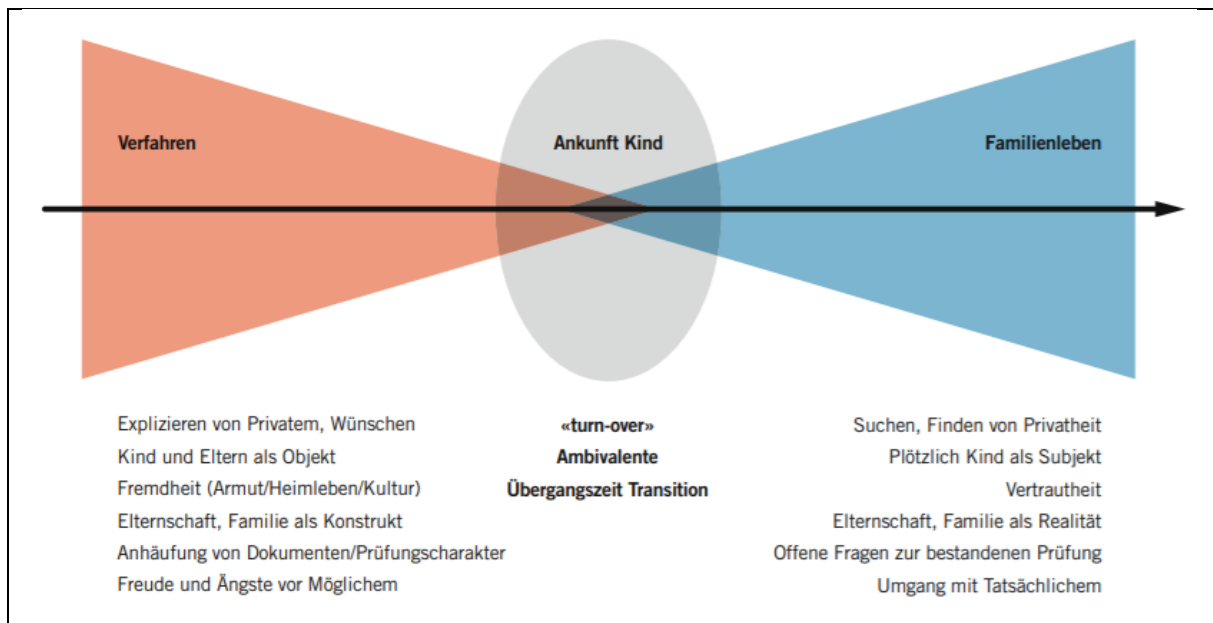 Verfahren
Ankunft Kind
Familienleben
Explizieren von Privatem, Wünschen
Kind und Eltern als Objekt
Fremdheit (Armut/Heimleben/Kultur)
Elternschaft, Familie als Konstrukt
Anhäufung von Dokumenten/Prüfungscharakter
Freude und Ängste vor Möglichem
«turn-over»
Ambivalente
Übergangszeit Transition
Suchen, Finden von Privatheit
Plötzlich Kind als Subjekt
Vertrautheit
Elternschaft, Familie als Realität
Offene Fragen zur bestandenen Prüfung
Umgang mit Tatsächlichem